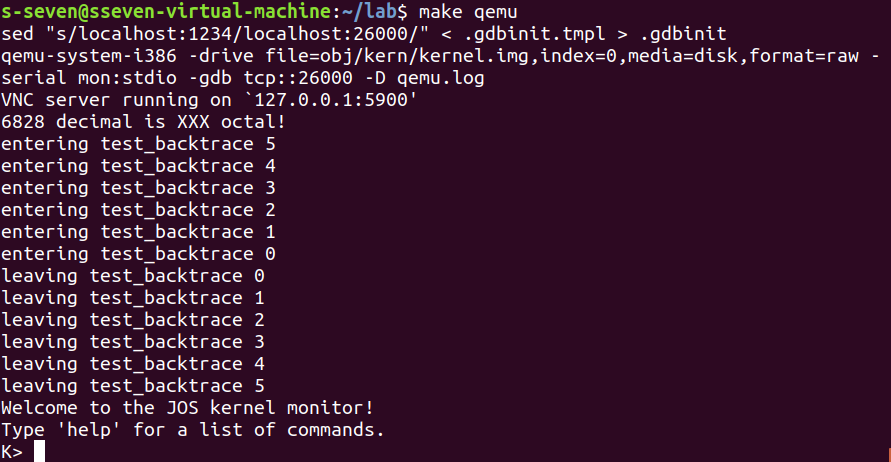 s-seven@sseven-virtual-machine:~/lab$ make qemu
sed "s/localhost:1234/localhost:26000/" < .gdbinit.tmpl > .gdbinit
qemu-system-i386 -drive file=obj/kern/kernel.img,index=0,media=disk,format=raw -
serial mon:stdio -gdb tcp::26000 -D qemu.log
VNC server running on `127.0.0.1:5900'
6828 decimal is XXX octal!
entering test_backtrace 5
entering test_backtrace 4
entering test_backtrace 3
entering test_backtrace 2
entering test_backtrace 1
entering test_backtrace 0
leaving test_backtrace 0
leaving test_backtrace 1
leaving test_backtrace 2
leaving test_backtrace 3
leaving test_backtrace 4
leaving test_backtrace 5
Welcome to the JOS kernel monitor!
Type 'help' for a list of commands.
K>